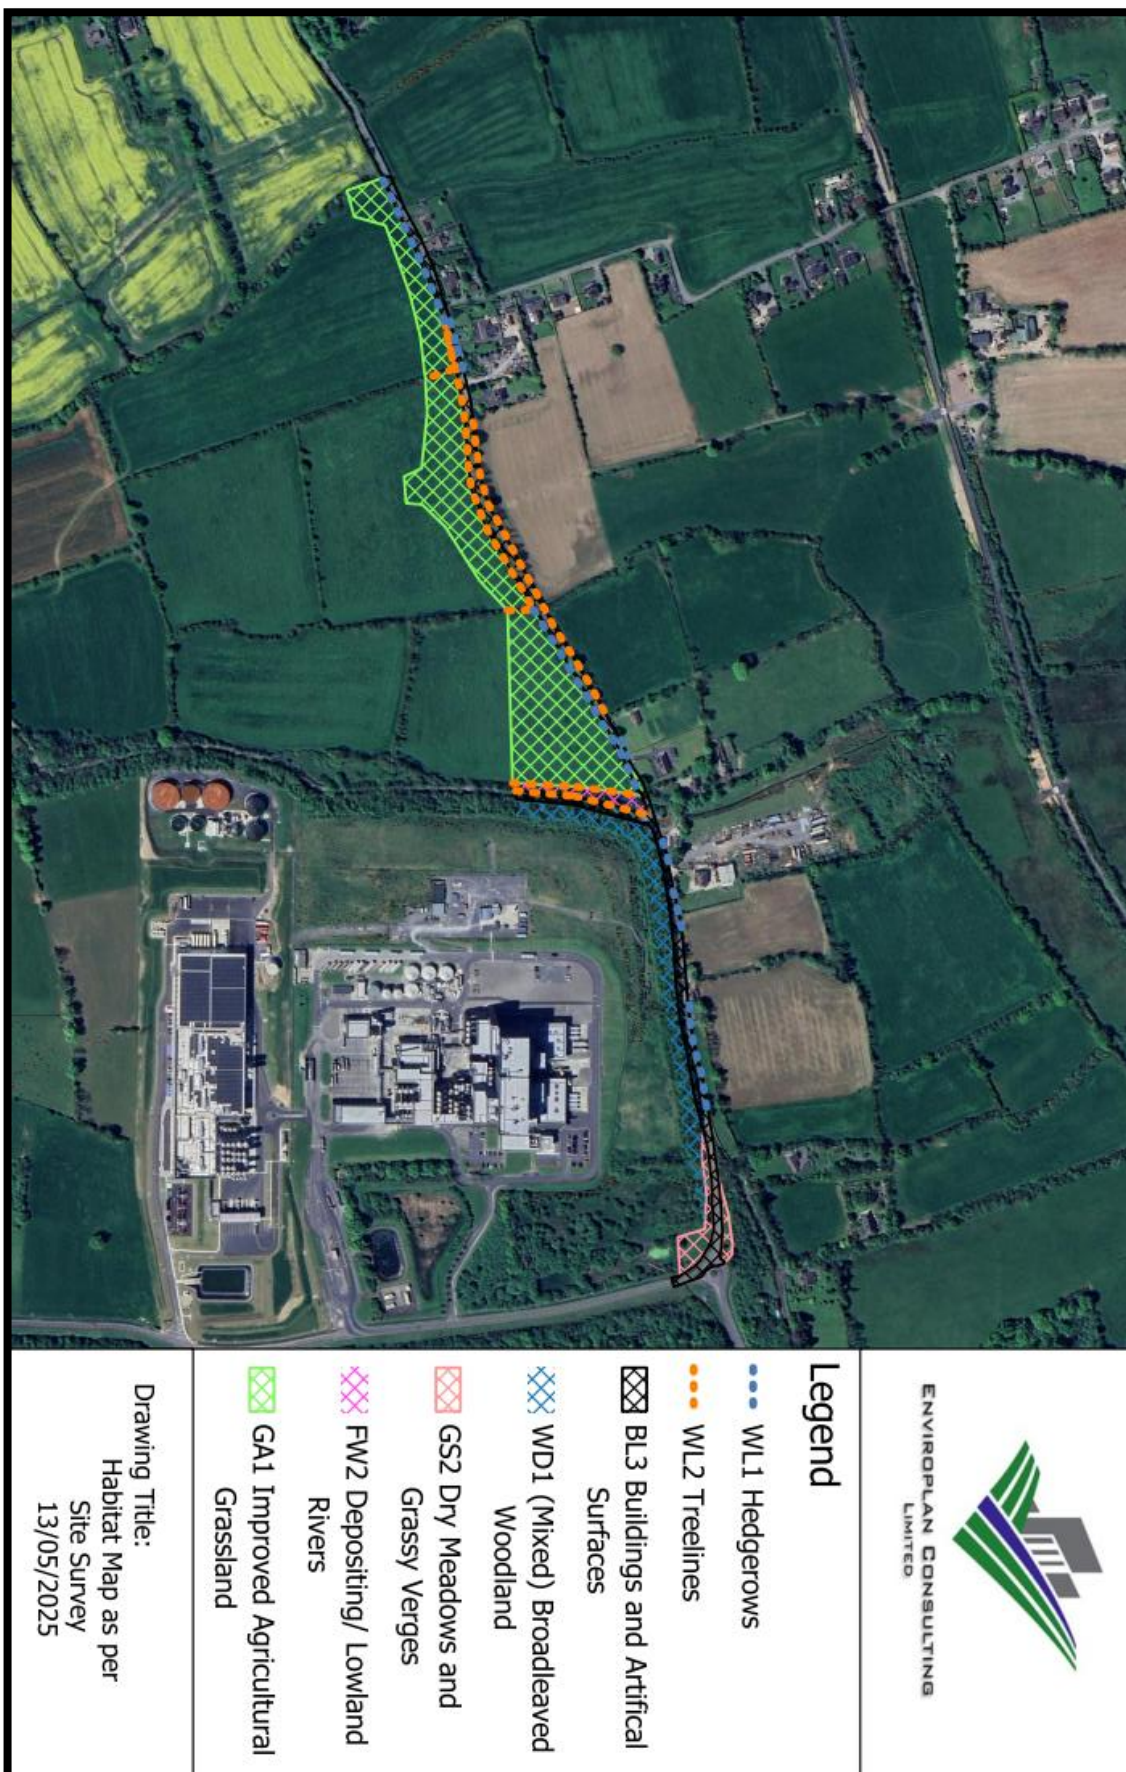 ENVIROPLAN CONSULTING
LIMITED
Legend
WL1 Hedgerows
WL2 Treelines
BL3 Buildings and Artifical
Surfaces
WD1 (Mixed) Broadleaved
Woodland
GS2 Dry Meadows and
Grassy Verges
FW2 Depositing/ Lowland
Rivers
GA1 Improved Agricultural
Grassland
Drawing Title:
Habitat Map as per
Site Survey
13/05/2025